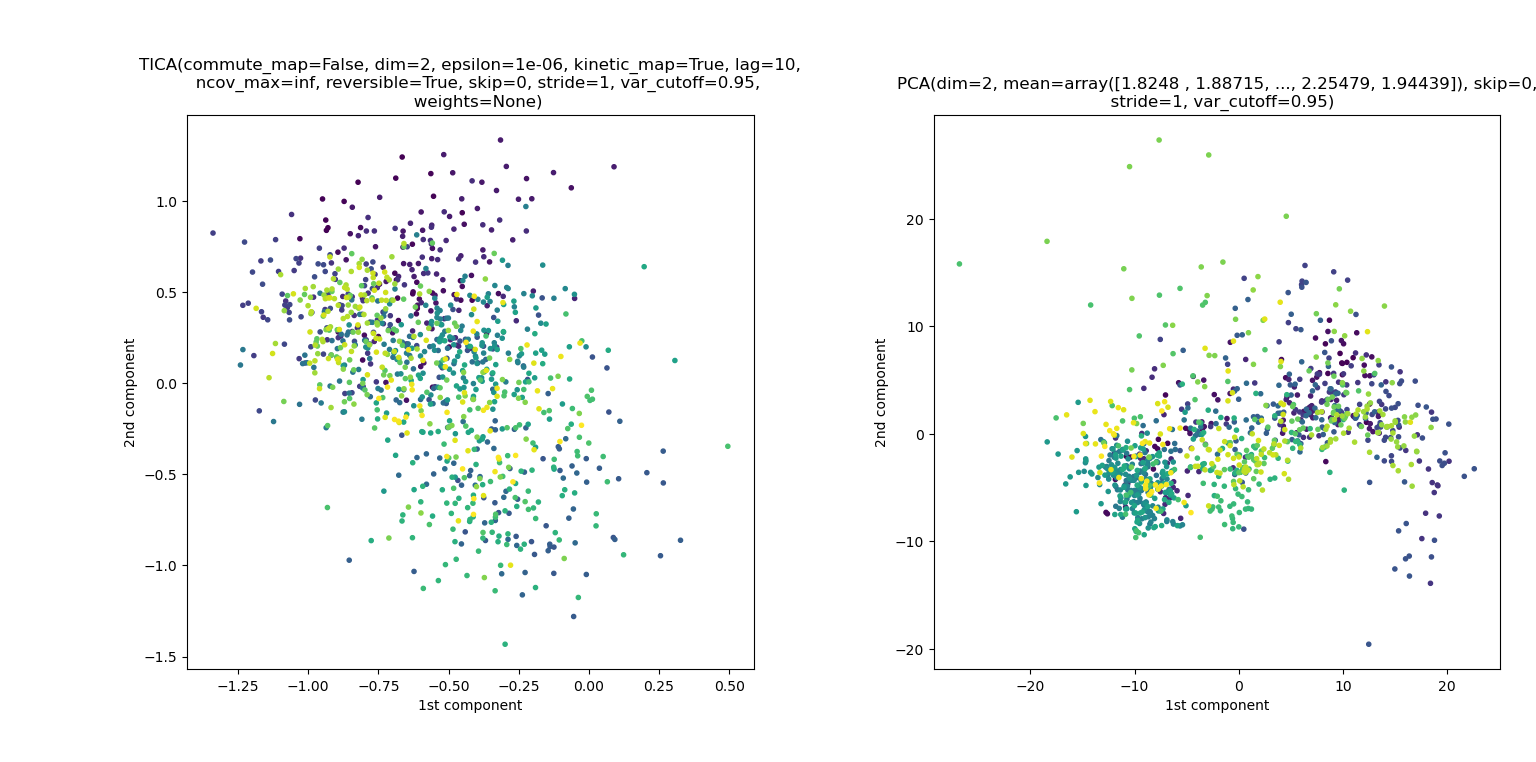 TICA(commute_map=False, dim=2, epsilon=1e-06, kinetic_map=True, lag=10,
ncov_max=inf, reversible=True, skip=0, stride=1, var_cutoff=0.95,
weights=None)
1.0
0.5
0.0
−0.5
−1.0
−1.5
2nd component
−1.25 −1.00 −0.75 −0.50 −0.25 0.00 0.25 0.50
1st component
PCA(dim=2, mean=array([1.8248 , 1.88715, ..., 2.25479, 1.94439]), skip=0,
stride=1, var_cutoff=0.95)
20
10
0
−10
−20
2nd component
−20 −10 0 10 20
1st component